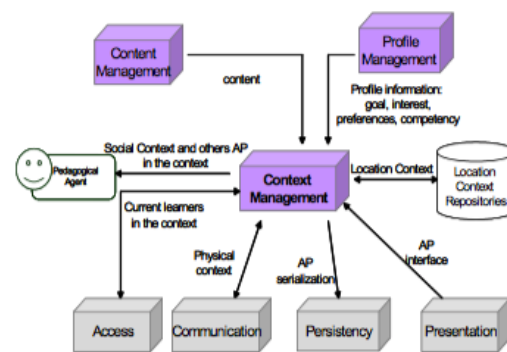 Content
Management
Profile
Management
content
Profile information:
goal, interest,
preferences, competency
Social Context and others AP
in the context
Pedagogical
Agent
Context
Management
Location Context
Location
Context
Repositories
Current learners
in the context
Physical
context
AP
serialization
AP
interface
Access
Communication
Persistency
Presentation